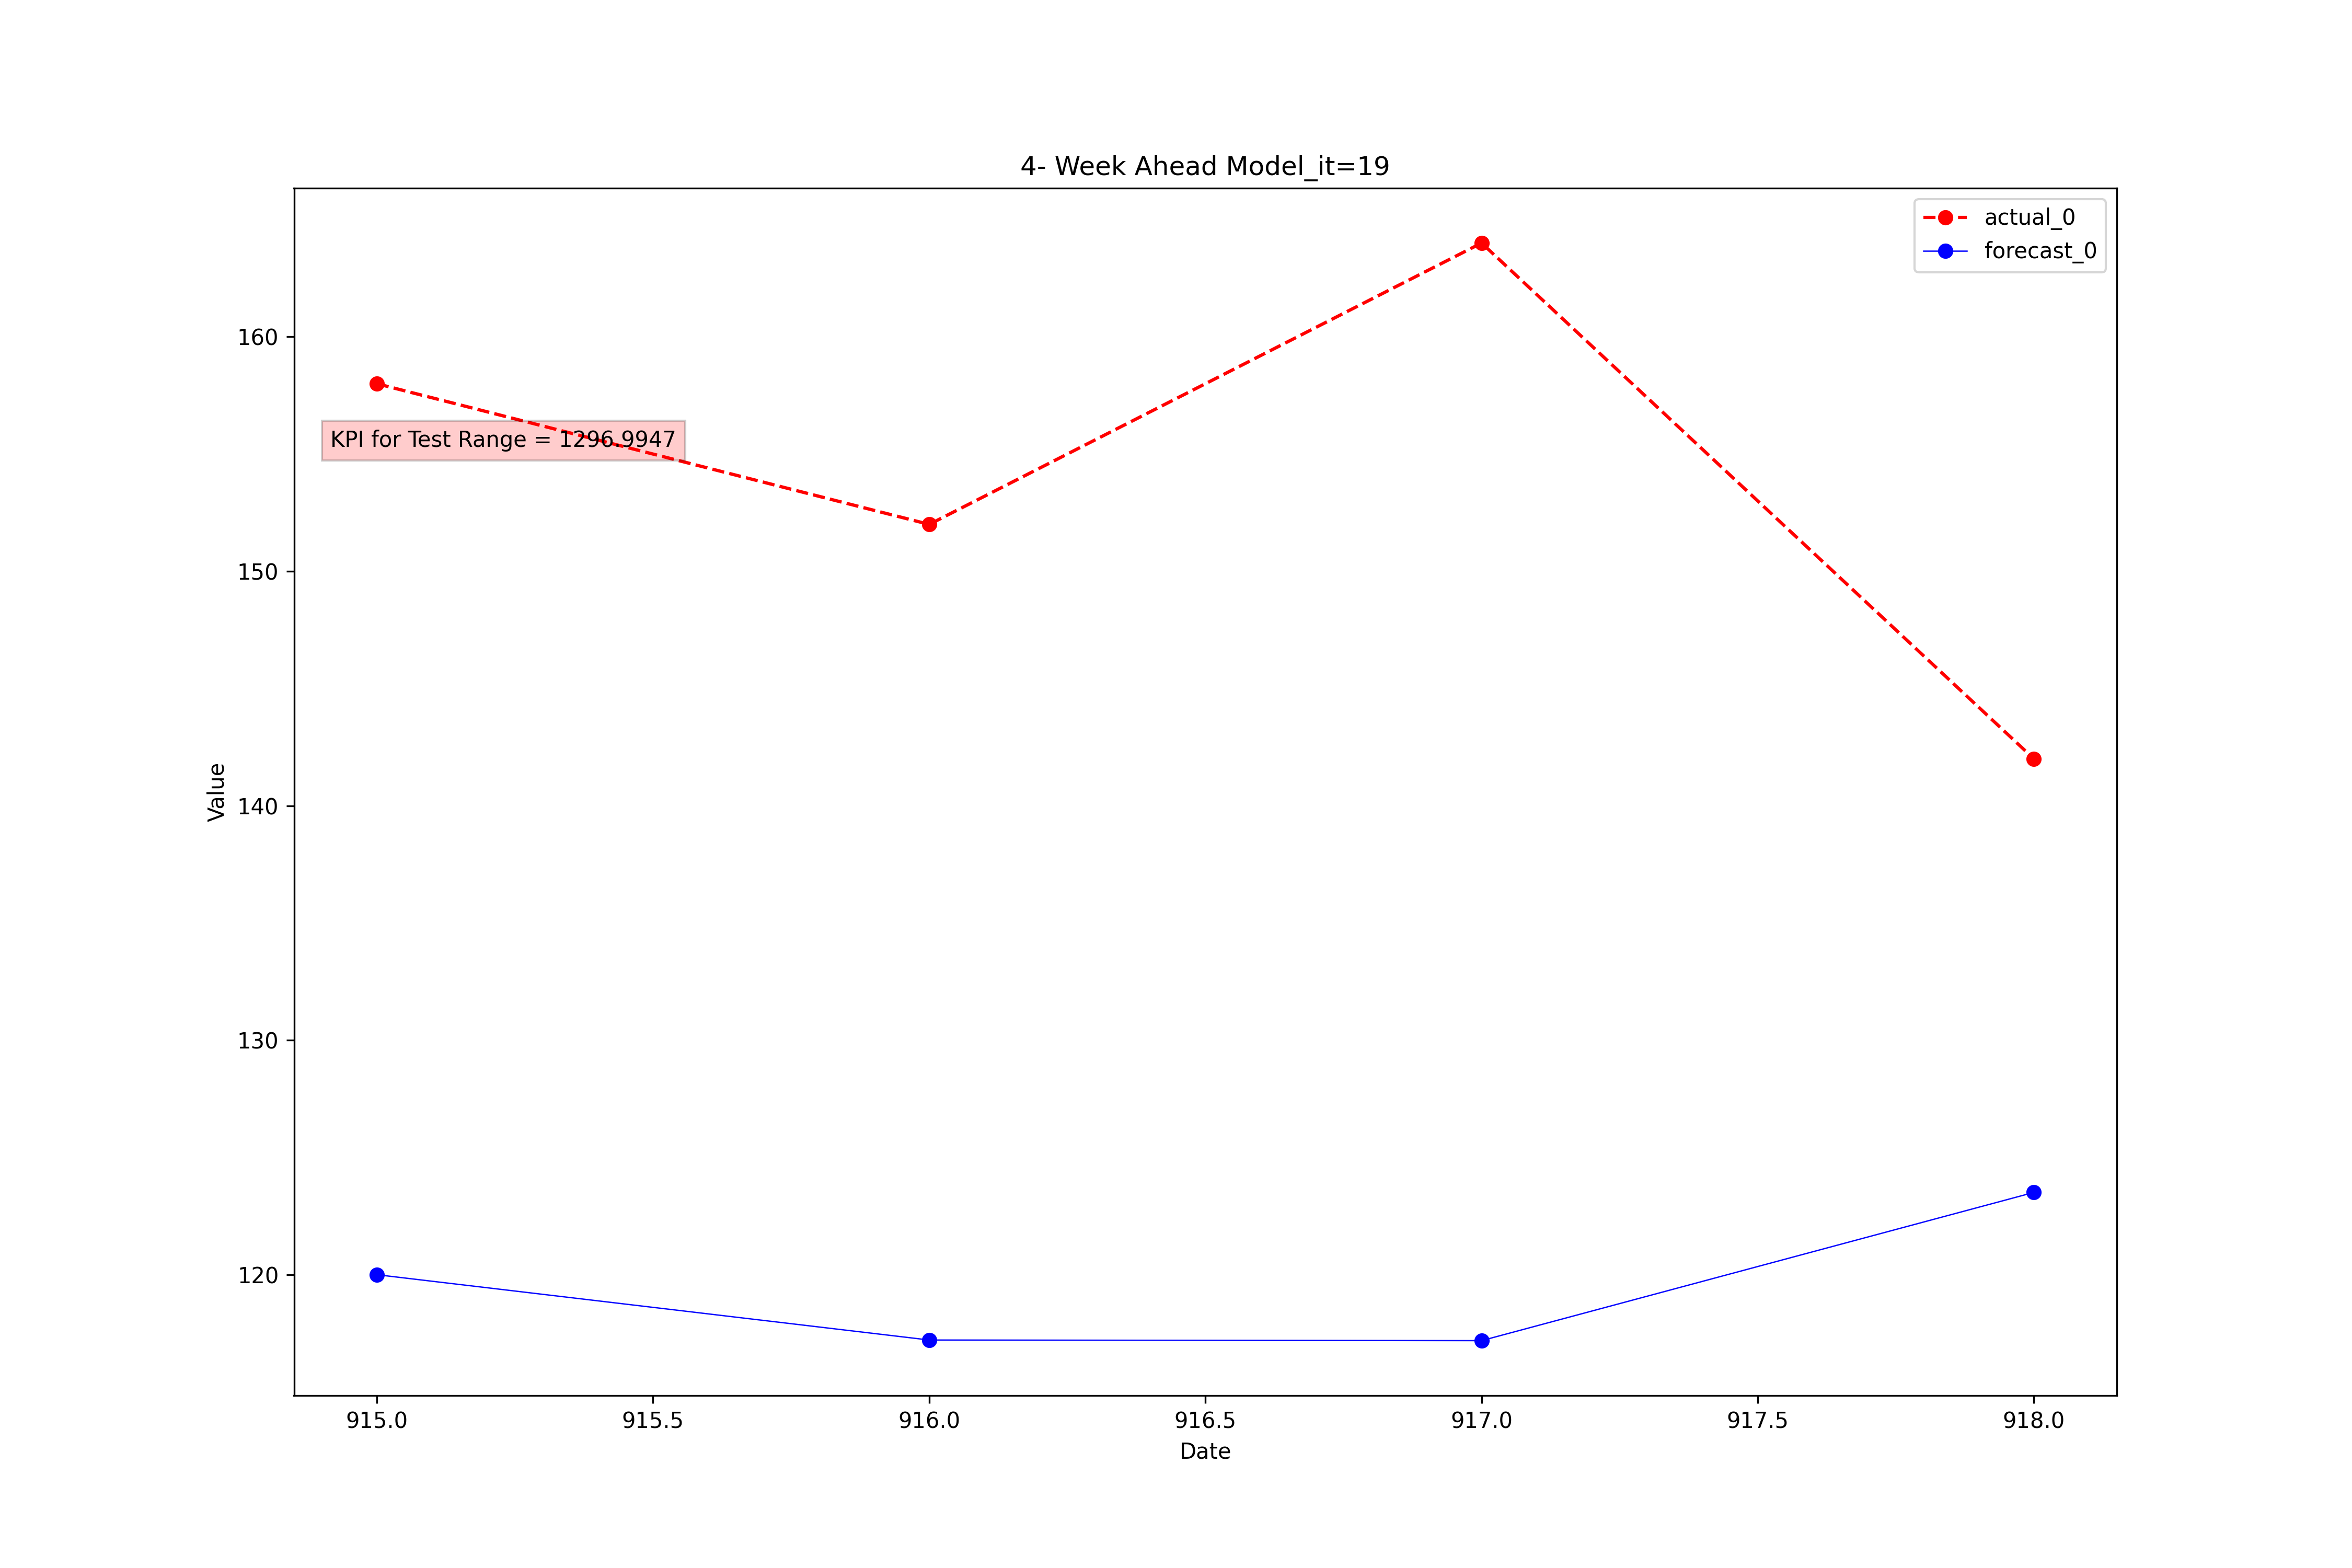 4- Week Ahead Model_it=19
actual_0
forecast_0
KPI for Test Range = 1296.9947
Value
160
150
140
130
120
915.0 915.5 916.0 916.5 917.0 917.5 918.0
Date